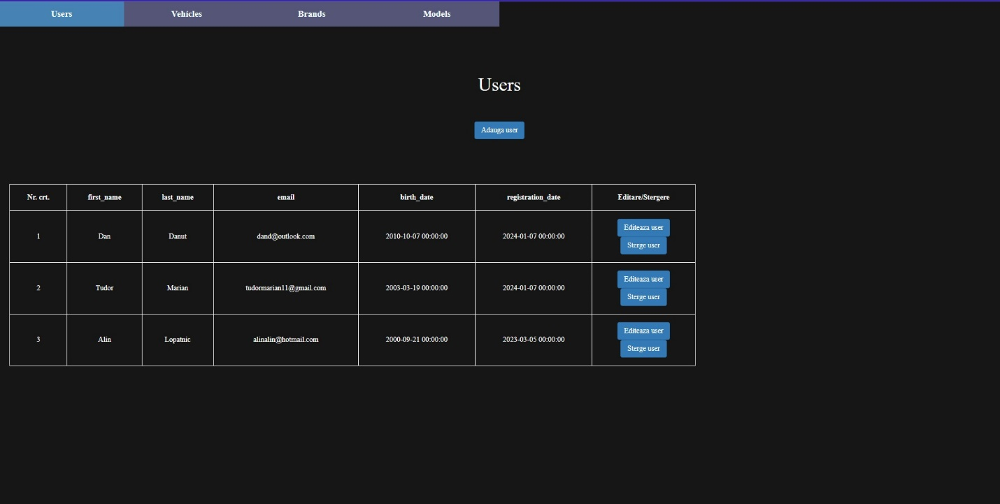 Users Vehicles Brands Models
Users
Adauga user
Nr. crt. first_name last_name email birth_date registration_date Editare/Stergere
1 Dan Danut dand@outlook.com 2010-10-07 00:00:00 2024-01-07 00:00:00 Editeaza user
Sterge user
2 Tudor Marian tudormarian11@gmail.com 2003-03-19 00:00:00 2024-01-07 00:00:00 Editeaza user
Sterge user
3 Alin Lopatnic alinalin@hotmail.com 2000-09-21 00:00:00 2023-03-05 00:00:00 Editeaza user
Sterge user